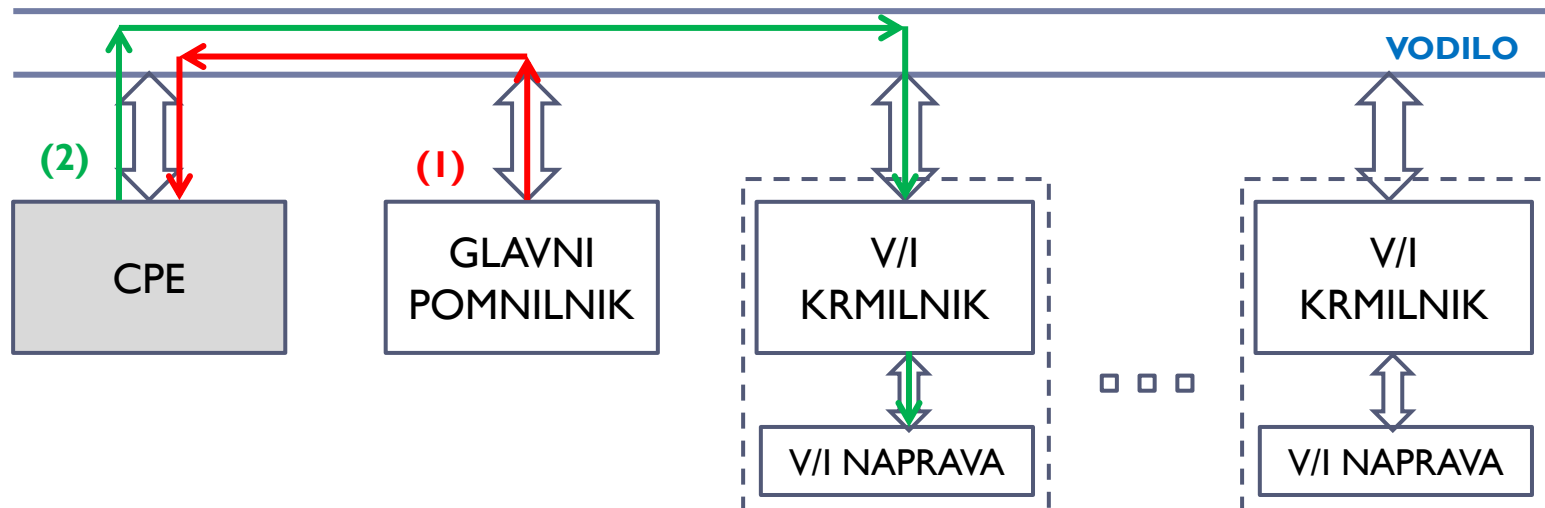 VODILO
(2)
(1)
CPE
GLAVNI
POMNILNIK
V/I
KRMILNIK
V/I
KRMILNIK
V/I NAPRAVA
V/I NAPRAVA